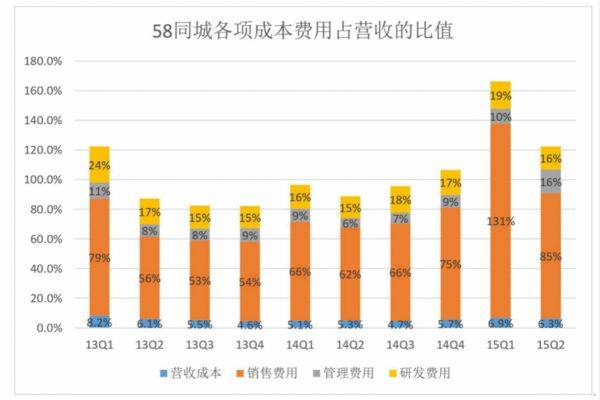 58同城各项成本费用占营收的比值
180.0%
160.0%
140.0%
120.0%
100.0%
80.0%
60.0%
40.0%
20.0%
0.0%
24% 17% 15% 15% 16% 15% 18% 17% 19% 16%
11% 8% 8% 9% 9% 6% 7% 9% 10% 16%
79% 56% 53% 54% 66% 62% 66% 75% 131% 85%
8.2% 6.1% 5.5% 4.6% 5.1% 5.3% 4.7% 5.7% 6.9% 6.3%
13Q1 13Q2 13Q3 13Q4 14Q1 14Q2 14Q3 14Q4 15Q1 15Q2
营收成本 销售费用 管理费用 研发费用